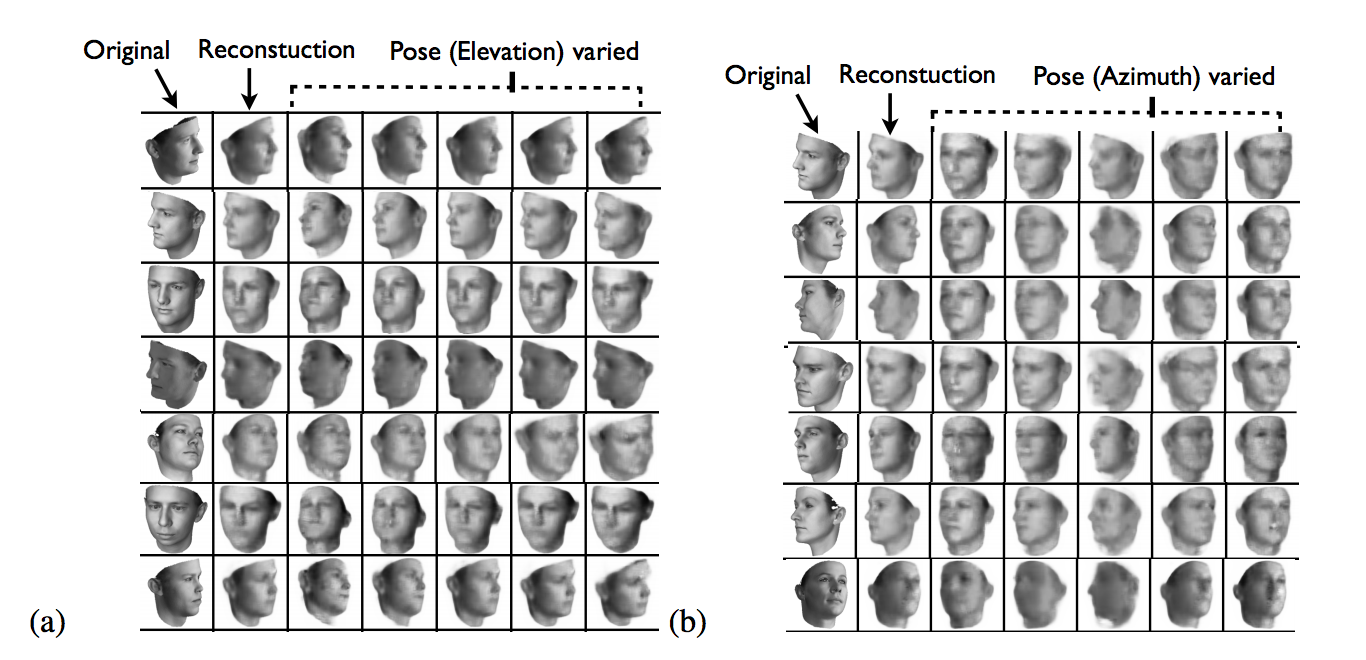 Original Reconstuction Pose (Elevation) varied
Original Reconstuction Pose (Azimuth) varied
(a)
(b)